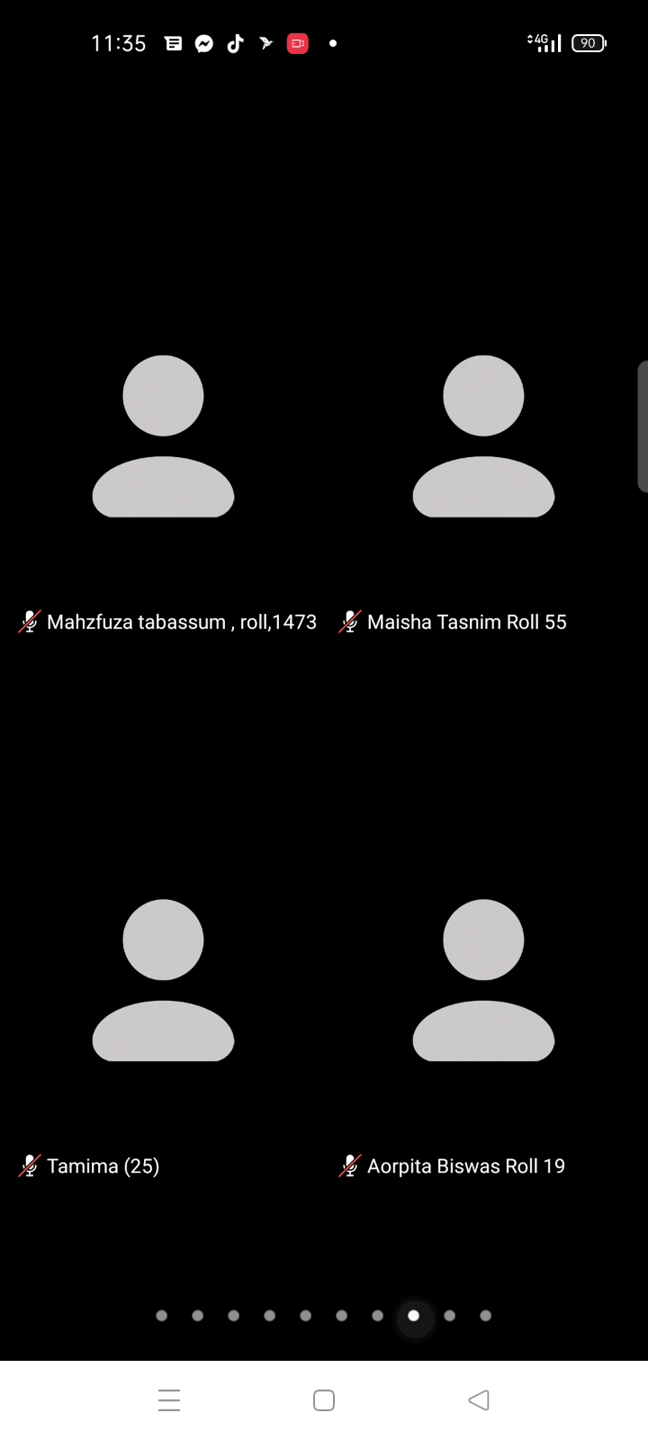 11:35 4G 90
Mahzfuza tabassum , roll,1473
Maisha Tasnim Roll 55
Tamima (25)
Aorpita Biswas Roll 19